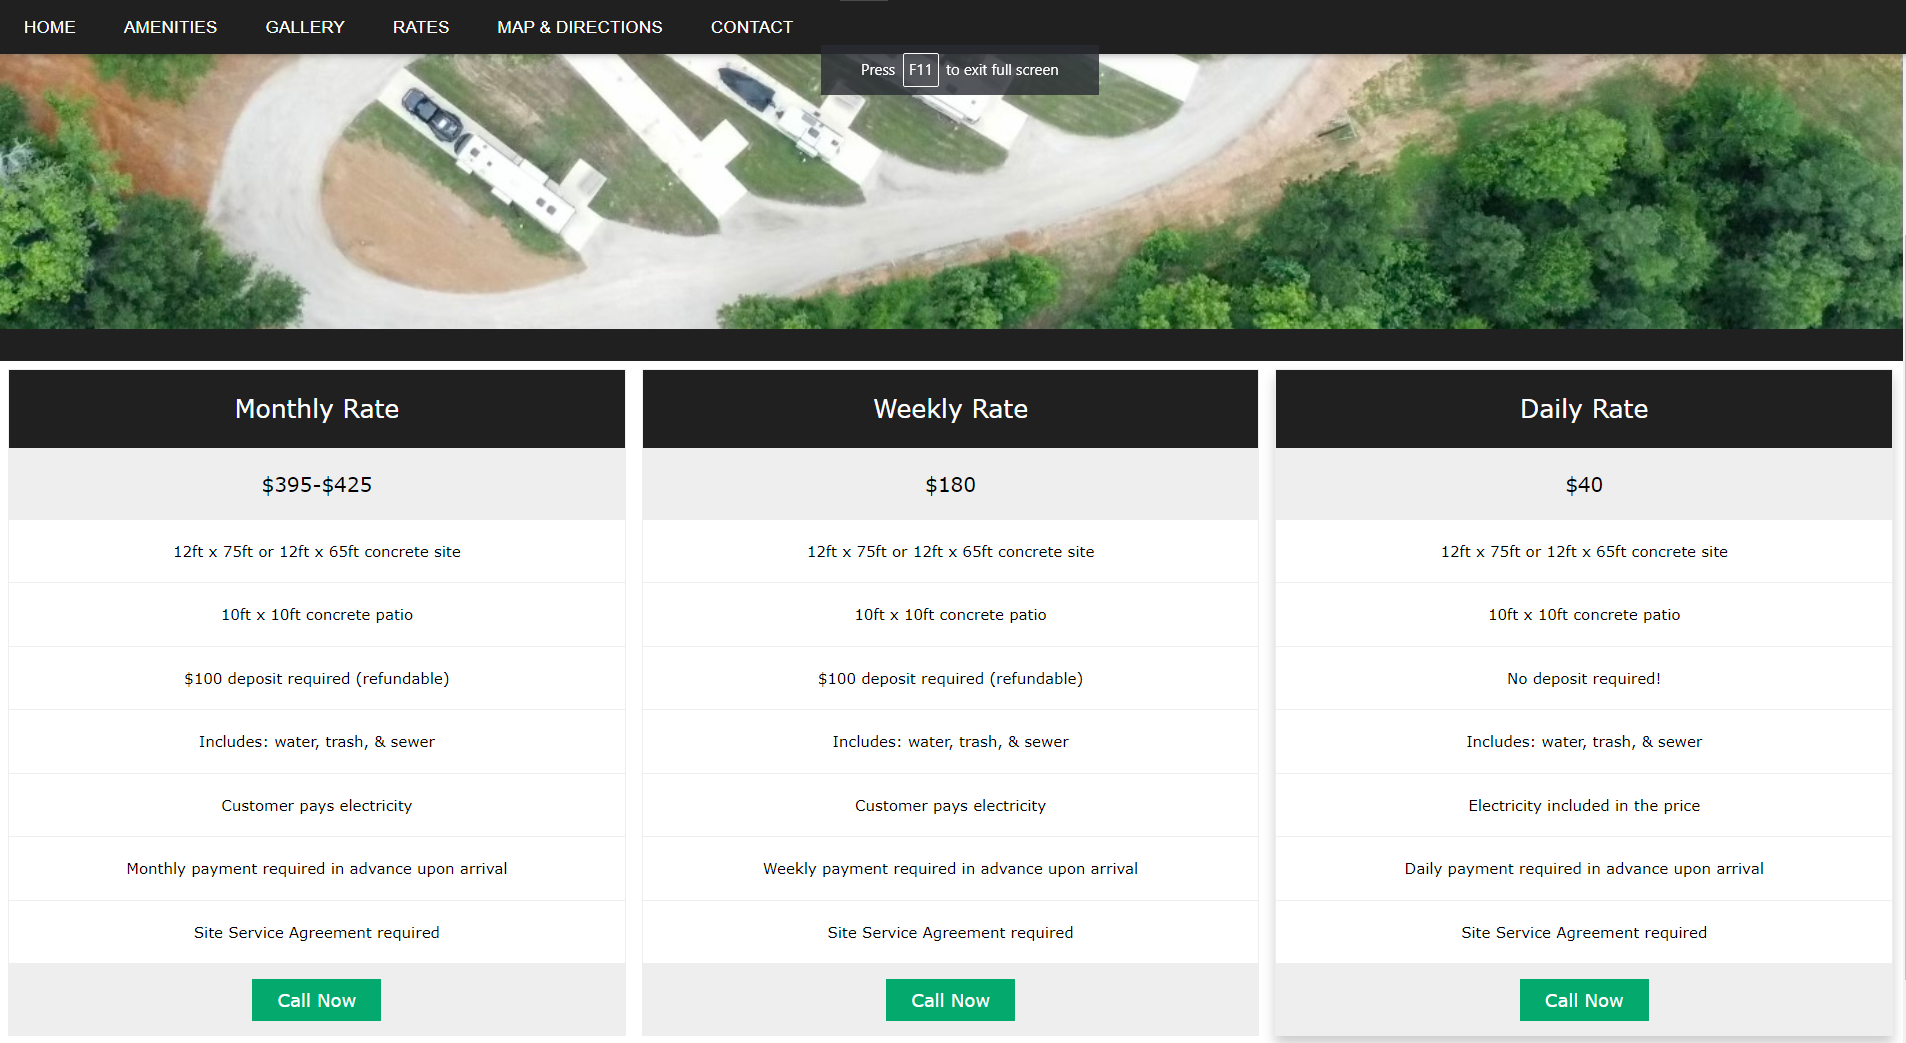 HOME AMENITIES GALLERY RATES MAP & DIRECTIONS CONTACT
Press F11 to exit full screen
Monthly Rate
$395-$425
12ft x 75ft or 12ft x 65ft concrete site
10ft x 10ft concrete patio
$100 deposit required (refundable)
Includes: water, trash, & sewer
Customer pays electricity
Monthly payment required in advance upon arrival
Site Service Agreement required
Call Now
Weekly Rate
$180
12ft x 75ft or 12ft x 65ft concrete site
10ft x 10ft concrete patio
$100 deposit required (refundable)
Includes: water, trash, & sewer
Customer pays electricity
Weekly payment required in advance upon arrival
Site Service Agreement required
Call Now
Daily Rate
$40
12ft x 75ft or 12ft x 65ft concrete site
10ft x 10ft concrete patio
No deposit required!
Includes: water, trash, & sewer
Electricity included in the price
Daily payment required in advance upon arrival
Site Service Agreement required
Call Now